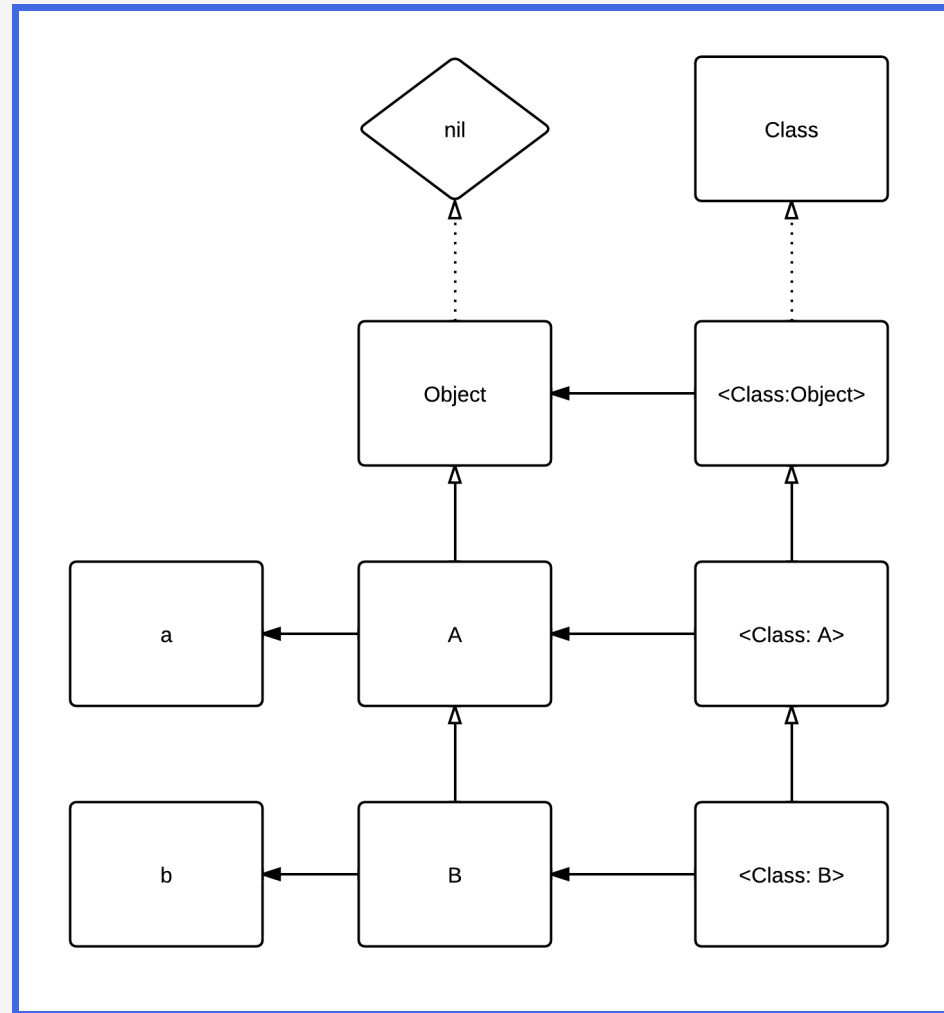 nil
Class
Object
<Class:Object>
a
A
<Class: A>
b
B
<Class: B>